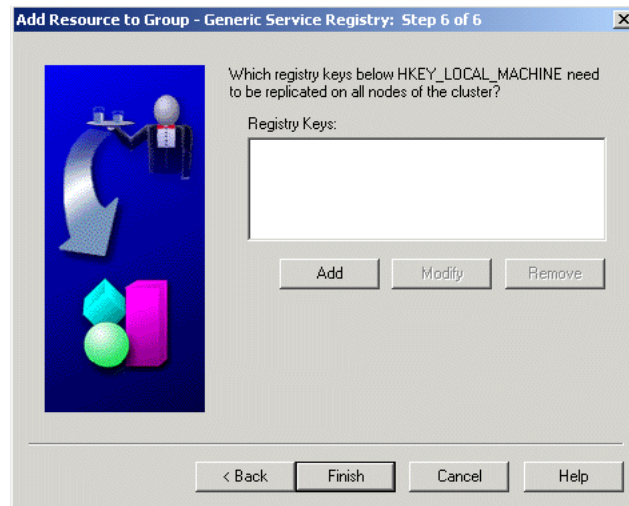 Add Resource to Group - Generic Service Registry: Step 6 of 6
Which registry keys below HKEY_LOCAL_MACHINE need
to be replicated on all nodes of the cluster?
Registry Keys:
Add Modify Remove
< Back Finish Cancel Help